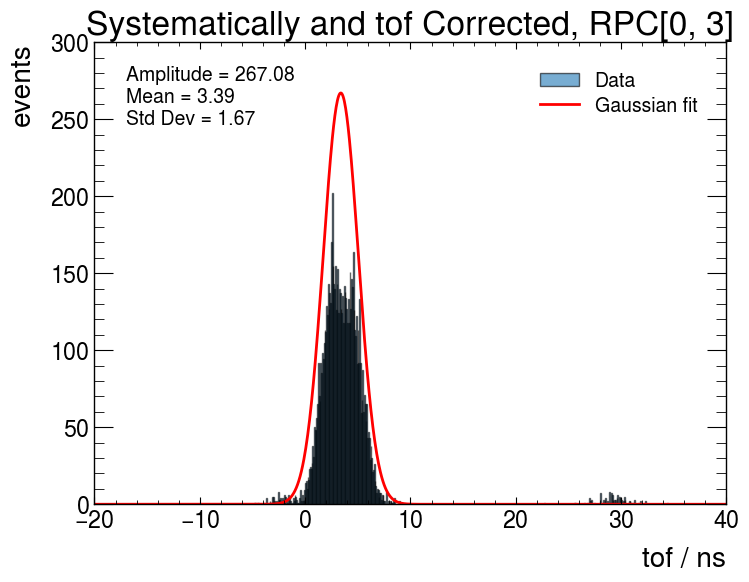 Systematically and tof Corrected, RPC[0, 3]
events
300
250
200
150
100
50
0
Amplitude = 267.08
Mean = 3.39
Std Dev = 1.67
Data
Gaussian fit
−20 −10 0 10 20 30 40
tof / ns